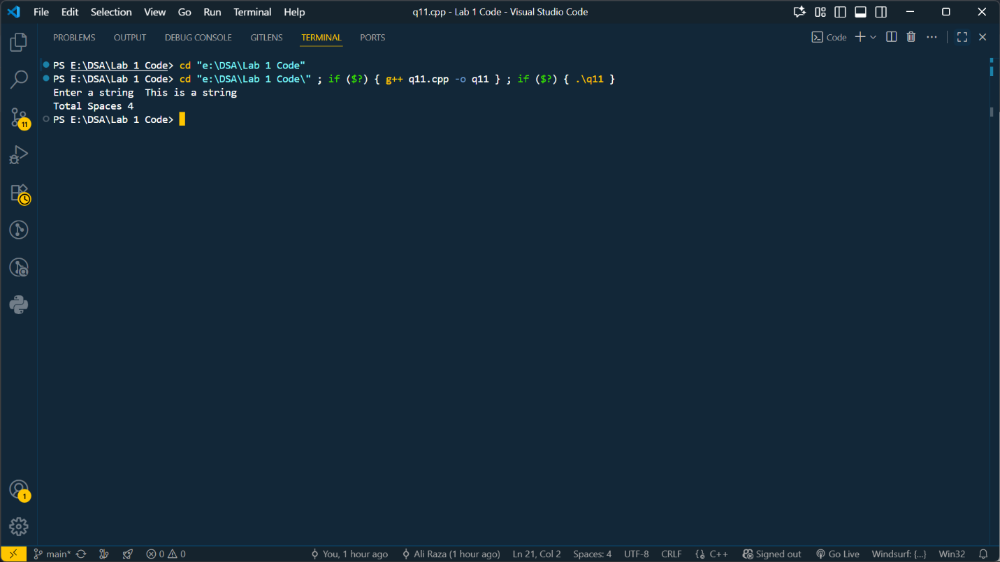 File Edit Selection View Go Run Terminal Help q11.cpp - Lab 1 Code - Visual Studio Code
PROBLEMS OUTPUT DEBUG CONSOLE GITLENS TERMINAL PORTS Code
PS E:\DSA\Lab 1 Code> cd "e:\DSA\Lab 1 Code"
PS E:\DSA\Lab 1 Code> cd "e:\DSA\Lab 1 Code\" ; if ($?) { g++ q11.cpp -o q11 } ; if ($?) { .\q11 }
Enter a string  This is a string
Total Spaces 4
PS E:\DSA\Lab 1 Code>
11
1
main* 0 0 You, 1 hour ago Ali Raza (1 hour ago) Ln 21, Col 2 Spaces: 4 UTF-8 CRLF C++ Signed out Go Live Windsurf: {...} Win32